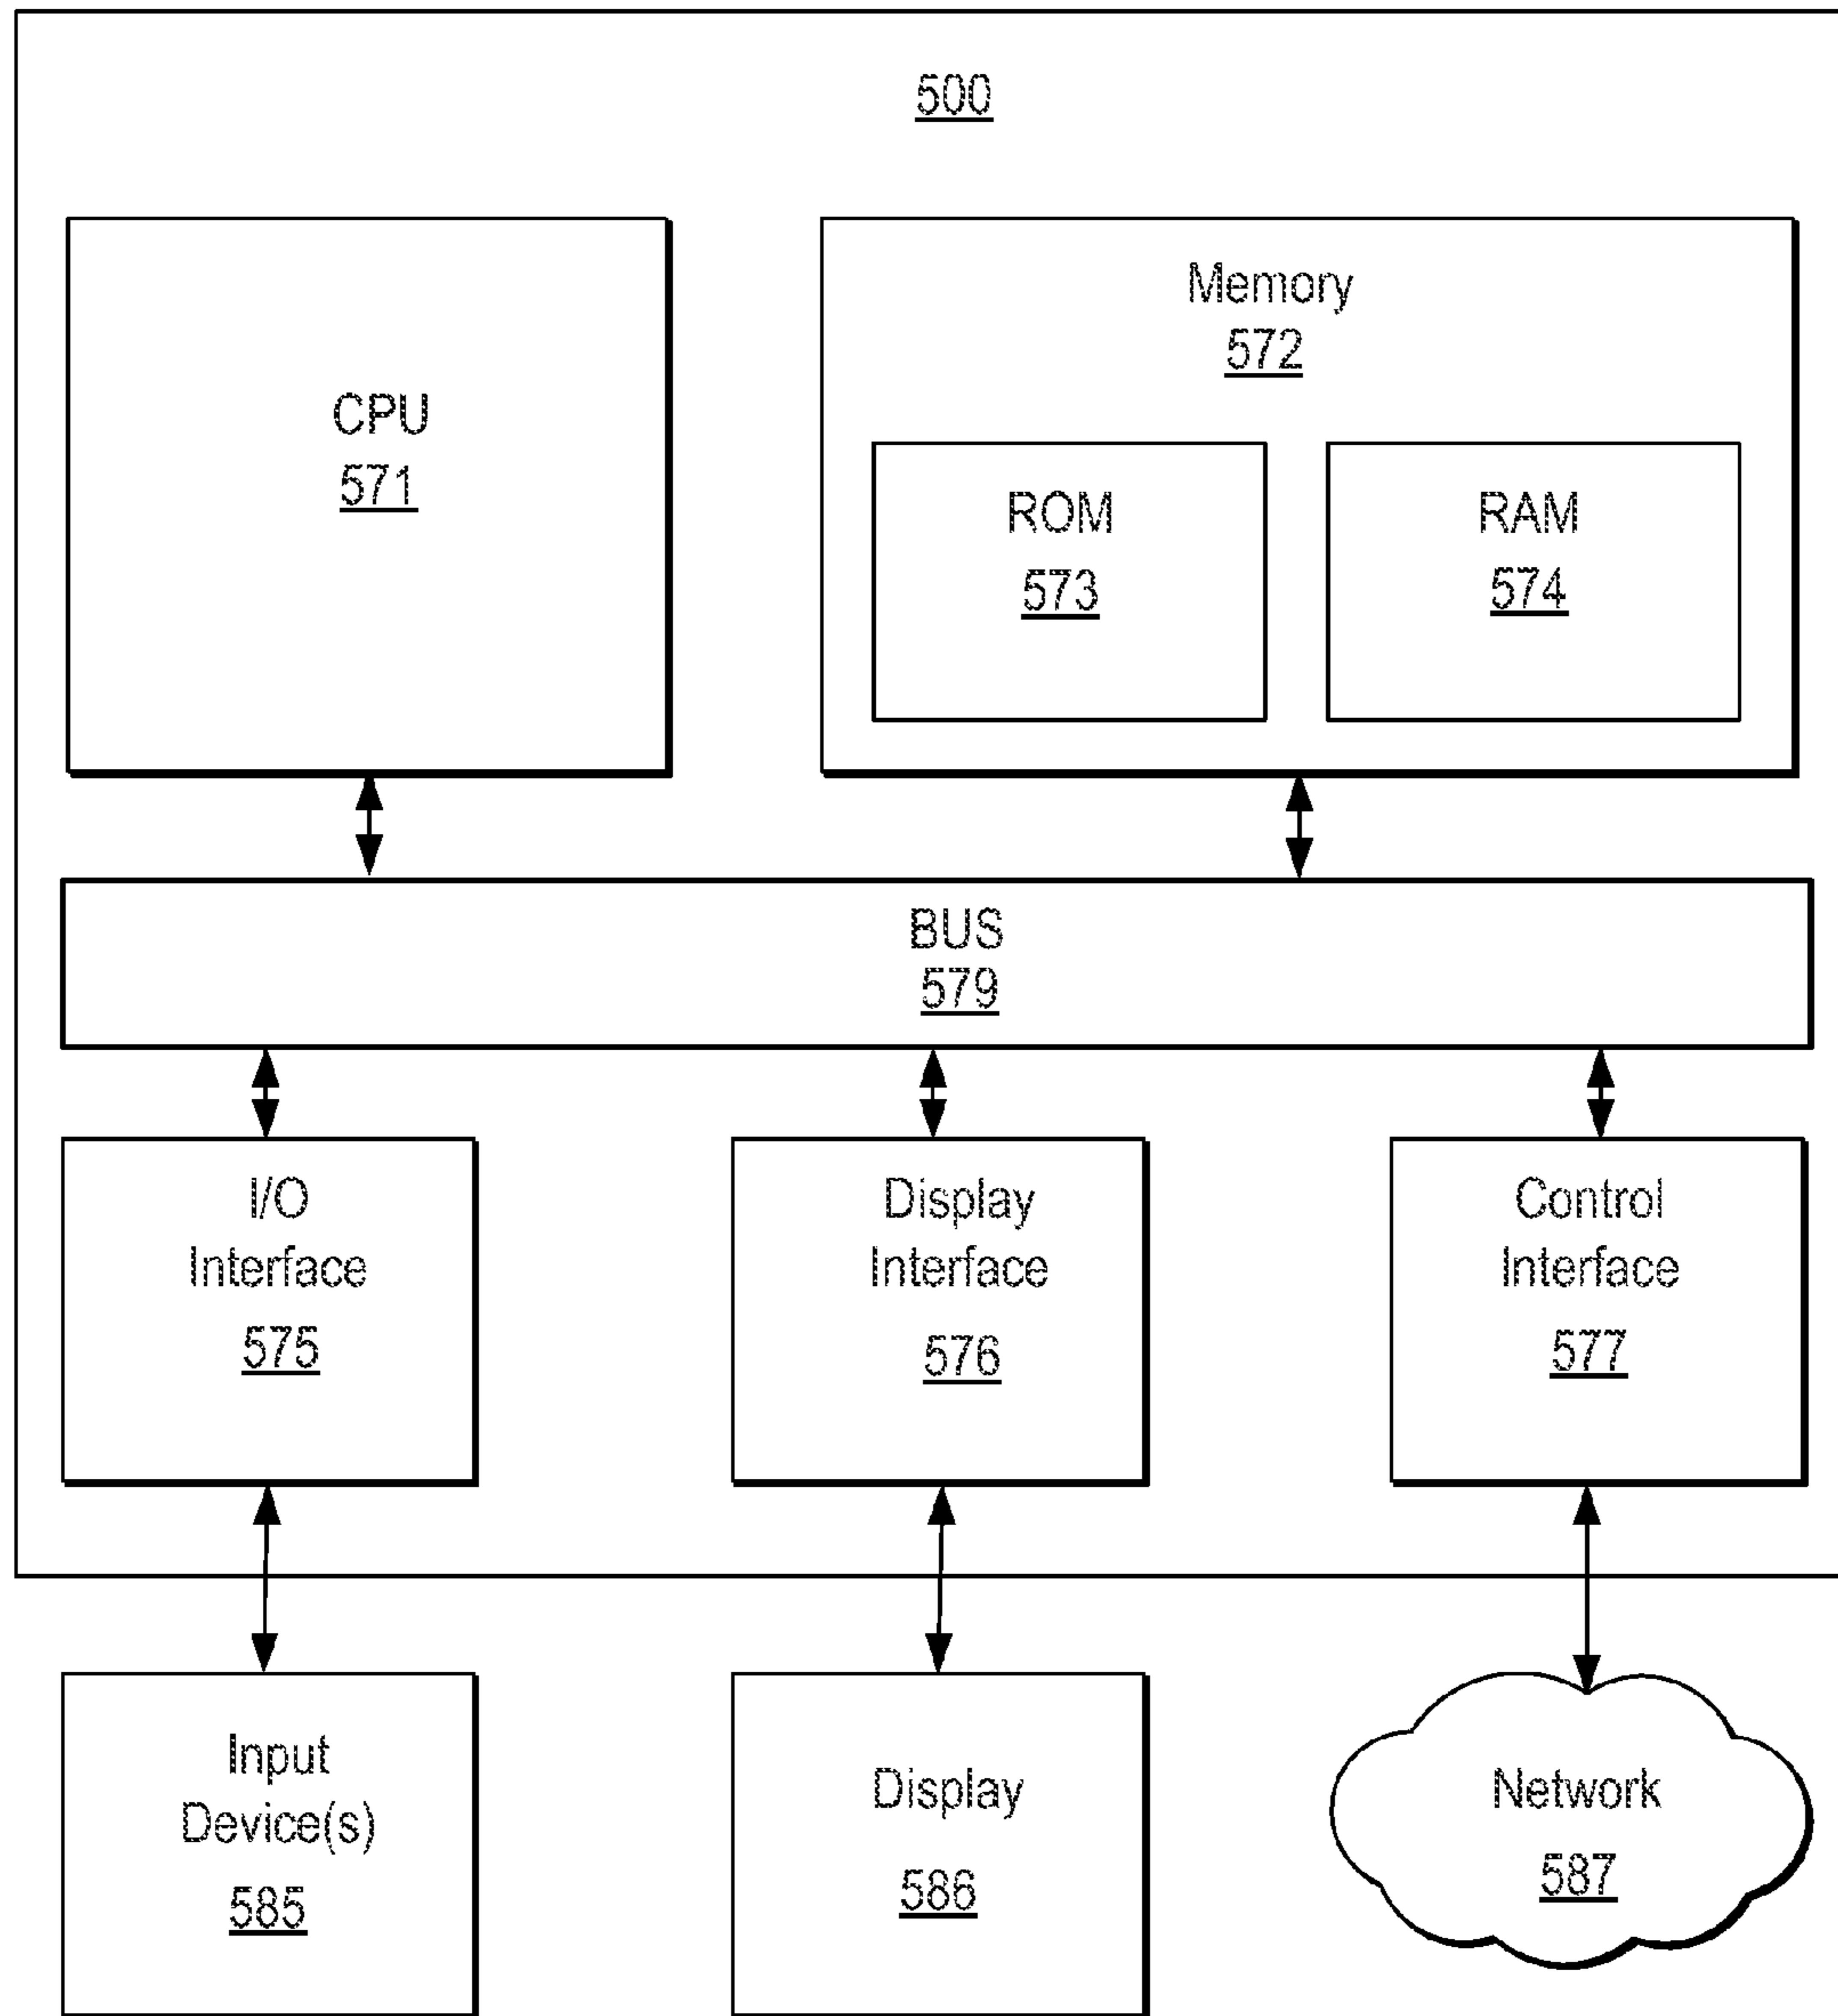 500
CPU
571
Memory
572
ROM
573
RAM
574
BUS
579
I/O
Interface
575
Display
Interface
576
Control
Interface
577
Input
Device(s)
585
Display
586
Network
587